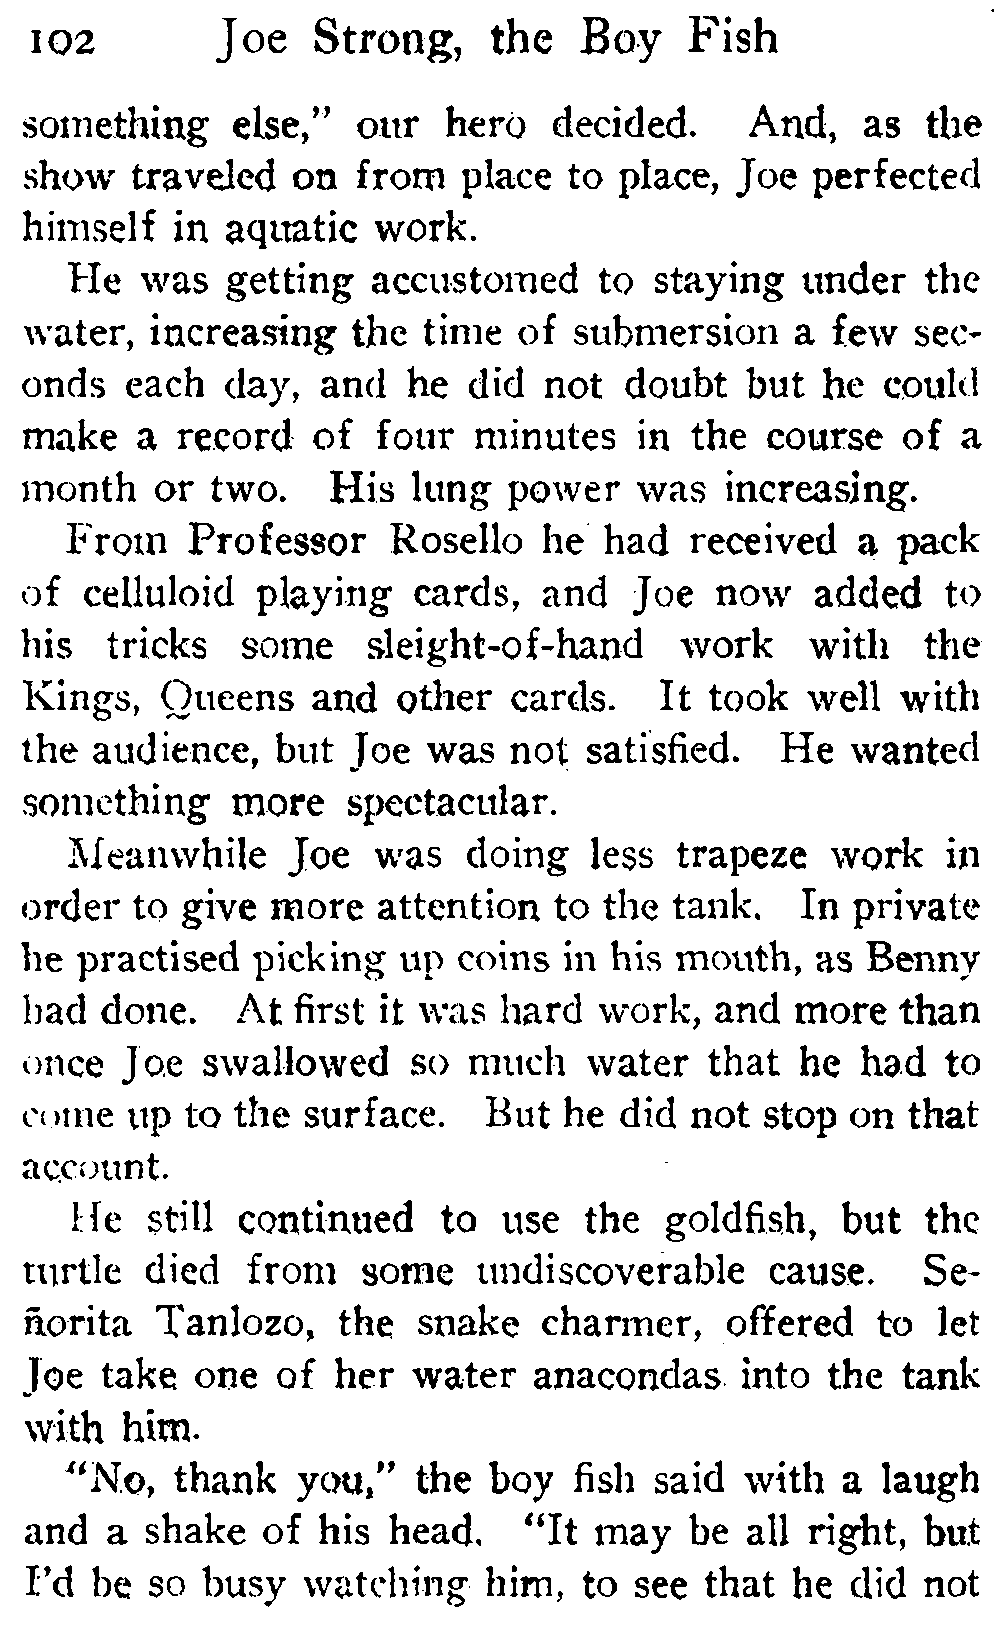 102 Joe Strong, the Boy Fish
something else,” our hero decided. And, as the
show traveled on from place to place, Joe perfected
himself in aquatic work.
He was getting accustomed to staying under the
water, increasing the time of submersion a few sec-
onds each day, and he did not doubt but he could
make a record of four minutes in the course of a
month or two. His lung power was increasing.
From Professor Rosello he had received a pack
of celluloid playing cards, and Joe now added to
his tricks some sleight-of-hand work with the
Kings, Queens and other cards. It took well with
the audience, but Joe was not satisfied. He wanted
something more spectacular.
Meanwhile Joe was doing less trapeze work in
order to give more attention to the tank. In private
he practised picking up coins in his mouth, as Benny
had done. At first it was hard work, and more than
once Joe swallowed so much water that he had to
come up to the surface. But he did not stop on that
account.
He still continued to use the goldfish, but the
turtle died from some undiscoverable cause. Se-
ñorita Tanlozo, the snake charmer, offered to let
Joe take one of her water anacondas into the tank
with him.
“No, thank you,” the boy fish said with a laugh
and a shake of his head. “It may be all right, but
I’d be so busy watching him, to see that he did not